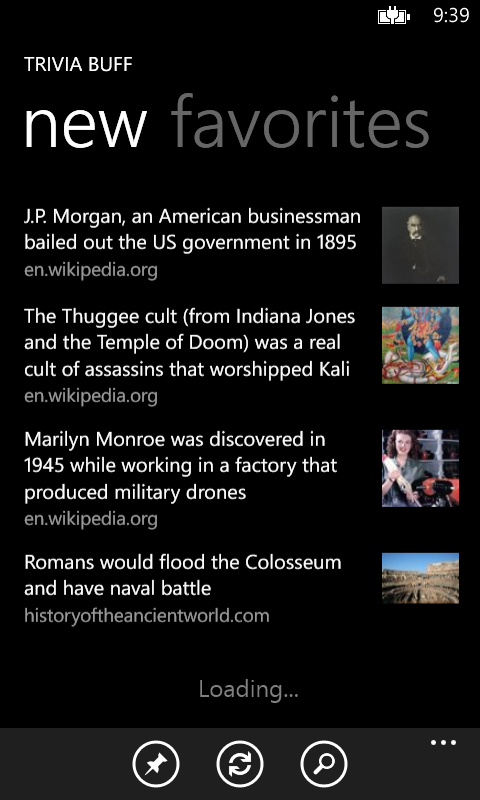 9:39
TRIVIA BUFF
new favorites
J.P. Morgan, an American businessman
bailed out the US government in 1895
en.wikipedia.org
The Thuggee cult (from Indiana Jones
and the Temple of Doom) was a real
cult of assassins that worshipped Kali
en.wikipedia.org
Marilyn Monroe was discovered in
1945 while working in a factory that
produced military drones
en.wikipedia.org
Romans would flood the Colosseum
and have naval battle
historyoftheancientworld.com
Loading...